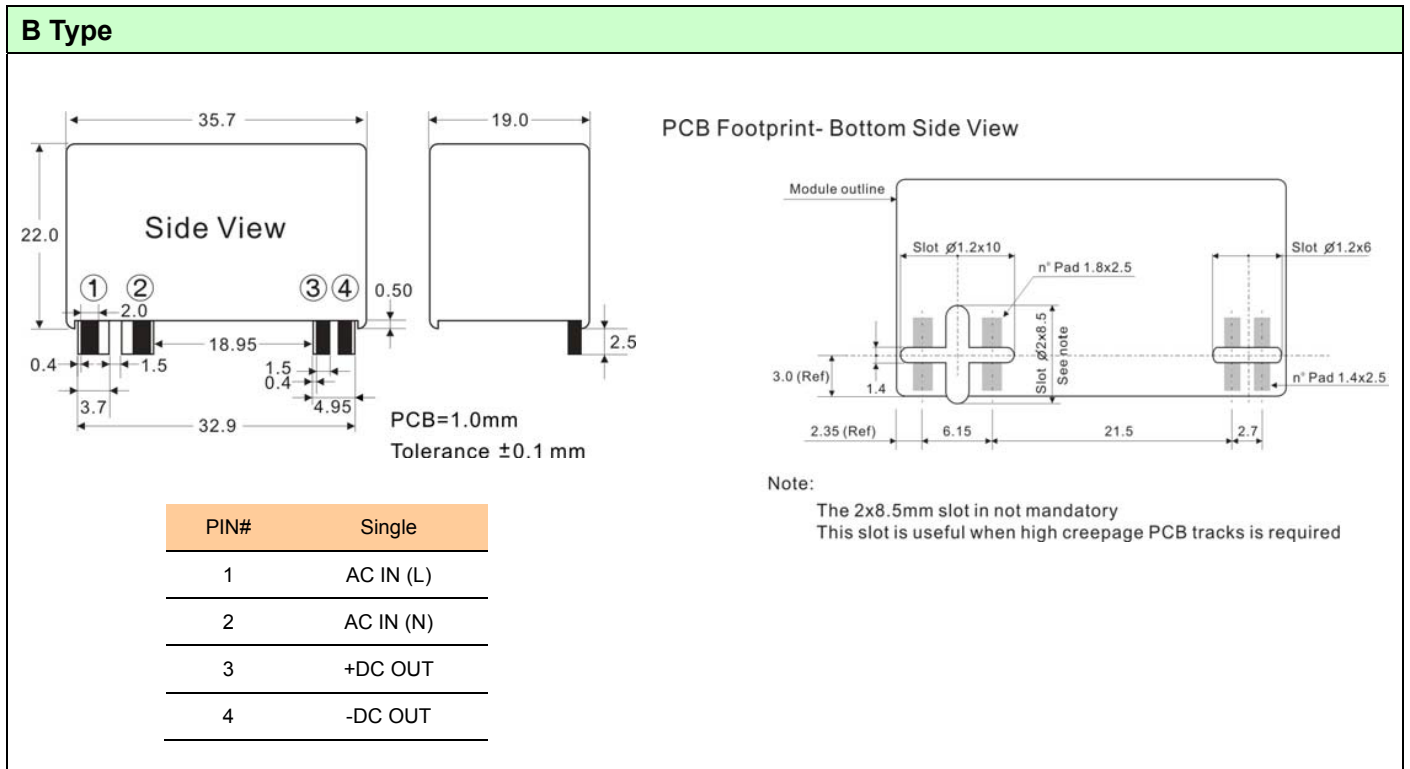 B Type
35.7
19.0
22.0
Side View
① ② ③ ④
0.50
2.0
18.95
2.5
0.4
1.5
1.5
0.4
3.7
4.95
32.9
PCB=1.0mm
Tolerance ±0.1 mm
PCB Footprint- Bottom Side View
Module outline
Slot Ø1.2x10
Slot Ø1.2x6
n° Pad 1.8x2.5
Slot Ø2x8.5
See note
3.0 (Ref)
1.4
n° Pad 1.4x2.5
2.35 (Ref)
6.15
21.5
2.7
Note:
The 2x8.5mm slot in not mandatory
This slot is useful when high creepage PCB tracks is required
PIN# Single
1 AC IN (L)
2 AC IN (N)
3 +DC OUT
4 -DC OUT